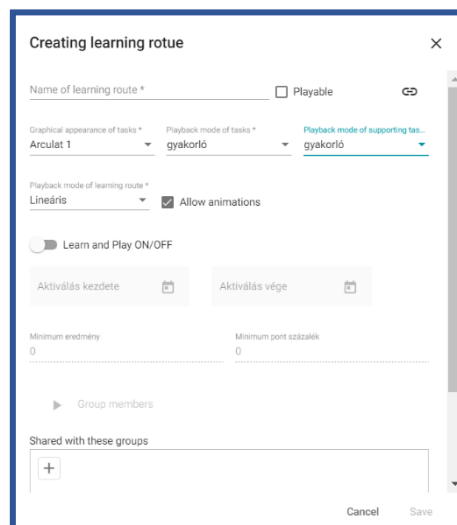 Creating learning rotue
Name of learning route *
Playable
Graphical appearance of tasks *
Playback mode of tasks *
Playback mode of supporting tas...
Arculat 1
gyakorló
gyakorló
Playback mode of learning route *
Lineáris
Allow animations
Learn and Play ON/OFF
Aktiválás kezdete
Aktiválás vége
Minimum eredmény
Minimum pont százalék
0
0
Group members
Shared with these groups
Cancel
Save